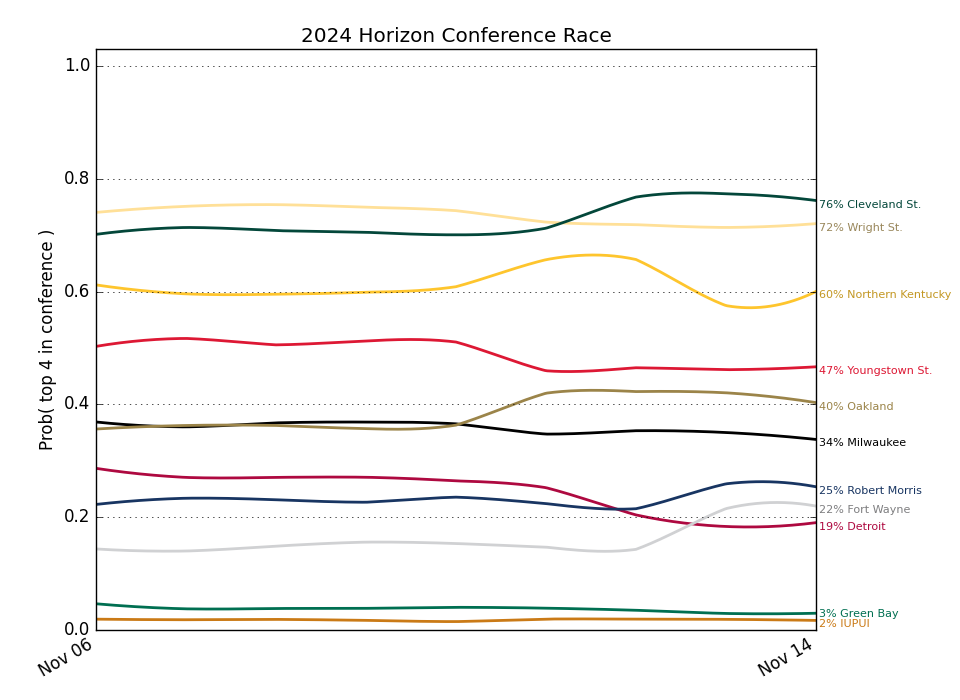 2024 Horizon Conference Race
Prob( top 4 in conference )
1.0
0.8
0.6
0.4
0.2
0.0
Nov 06
Nov 14
76% Cleveland St.
72% Wright St.
60% Northern Kentucky
47% Youngstown St.
40% Oakland
34% Milwaukee
25% Robert Morris
22% Fort Wayne
19% Detroit
3% Green Bay
2% IUPUI